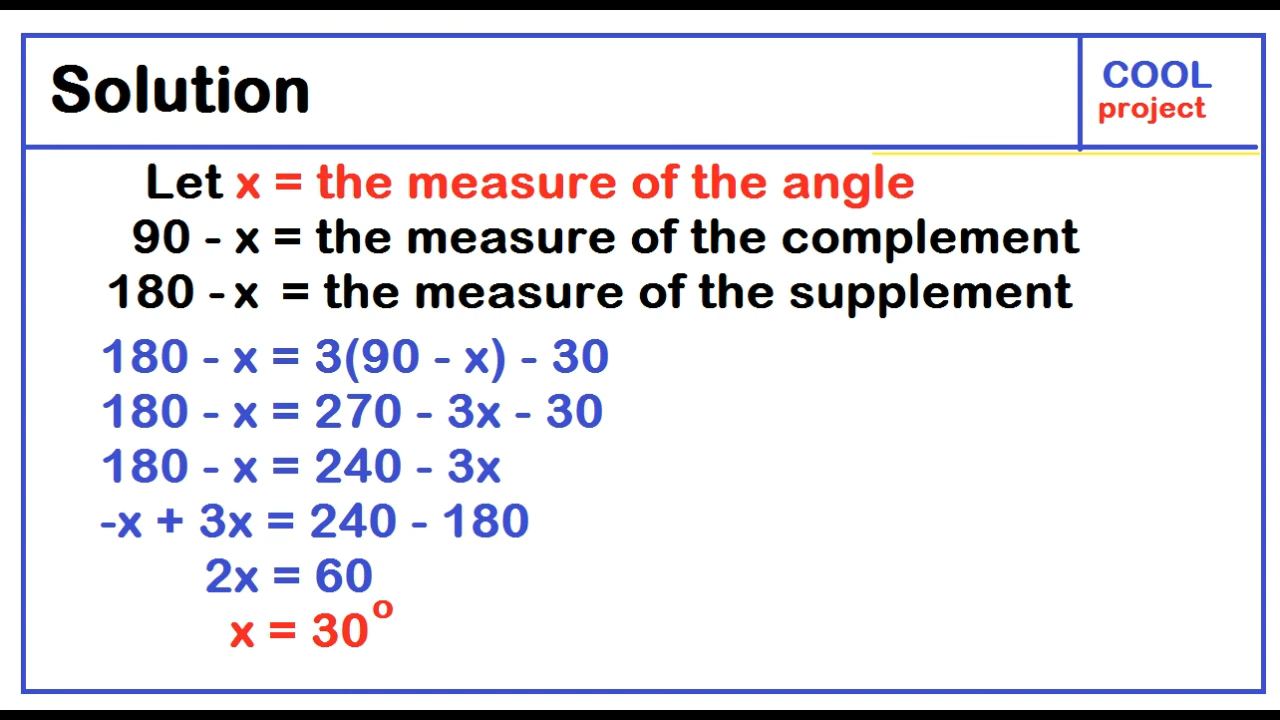 Solution
COOL
project
Let x = the measure of the angle
90 - x = the measure of the complement
180 - x = the measure of the supplement
180 - x = 3(90 - x) - 30
180 - x = 270 - 3x - 30
180 - x = 240 - 3x
-x + 3x = 240 - 180
2x = 60
x = 30°